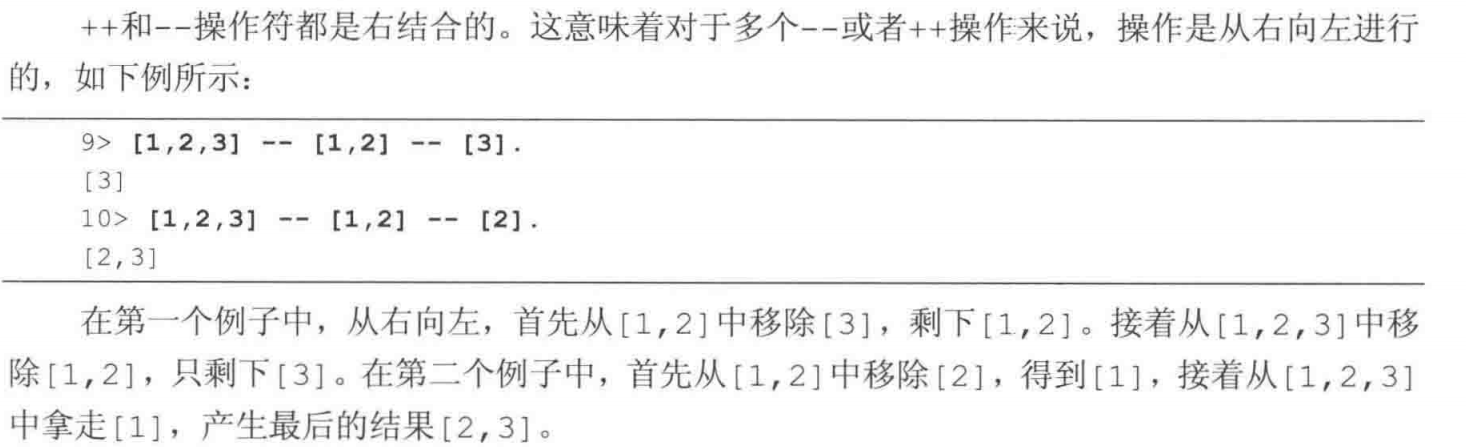 ++和--操作符都是右结合的。这意味着对于多个--或者++操作来说，操作是从右向左进行
的，如下例所示：
9> [1,2,3] -- [1,2] -- [3].
[3]
10> [1,2,3] -- [1,2] -- [2].
[2,3]
在第一个例子中，从右向左，首先从[1,2]中移除[3]，剩下[1,2]。接着从[1,2,3]中移
除[1,2]，只剩下[3]。在第二个例子中，首先从[1,2]中移除[2]，得到[1]，接着从[1,2,3]
中拿走[1]，产生最后的结果[2,3]。